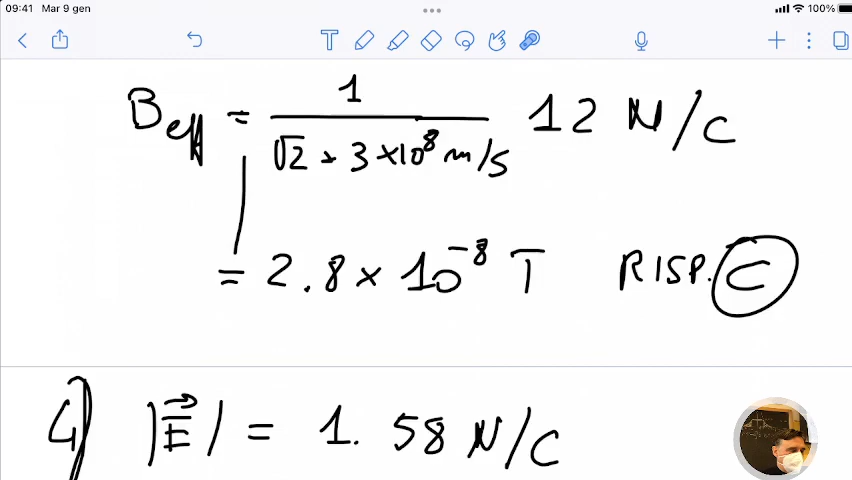 09:41 Mar 9 gen 100%
B_eff = 1 / (√2 × 3 × 10^8 m/s) 12 N/C
= 2.8 × 10^-8 T RISP. C
4) |E⃗| = 1.58 N/C